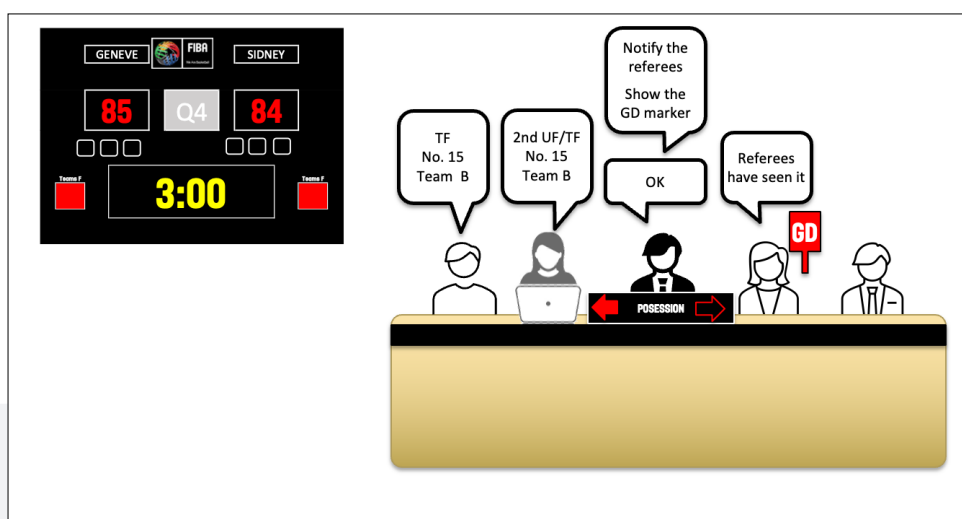 GENEVE
FIBA
SIDNEY
85
Q4
84
Teams F
3:00
Teams F
TF
No. 15
Team B
2nd UF/TF
No. 15
Team B
Notify the
referees
Show the
GD marker
OK
Referees
have seen it
GD
POSESSION